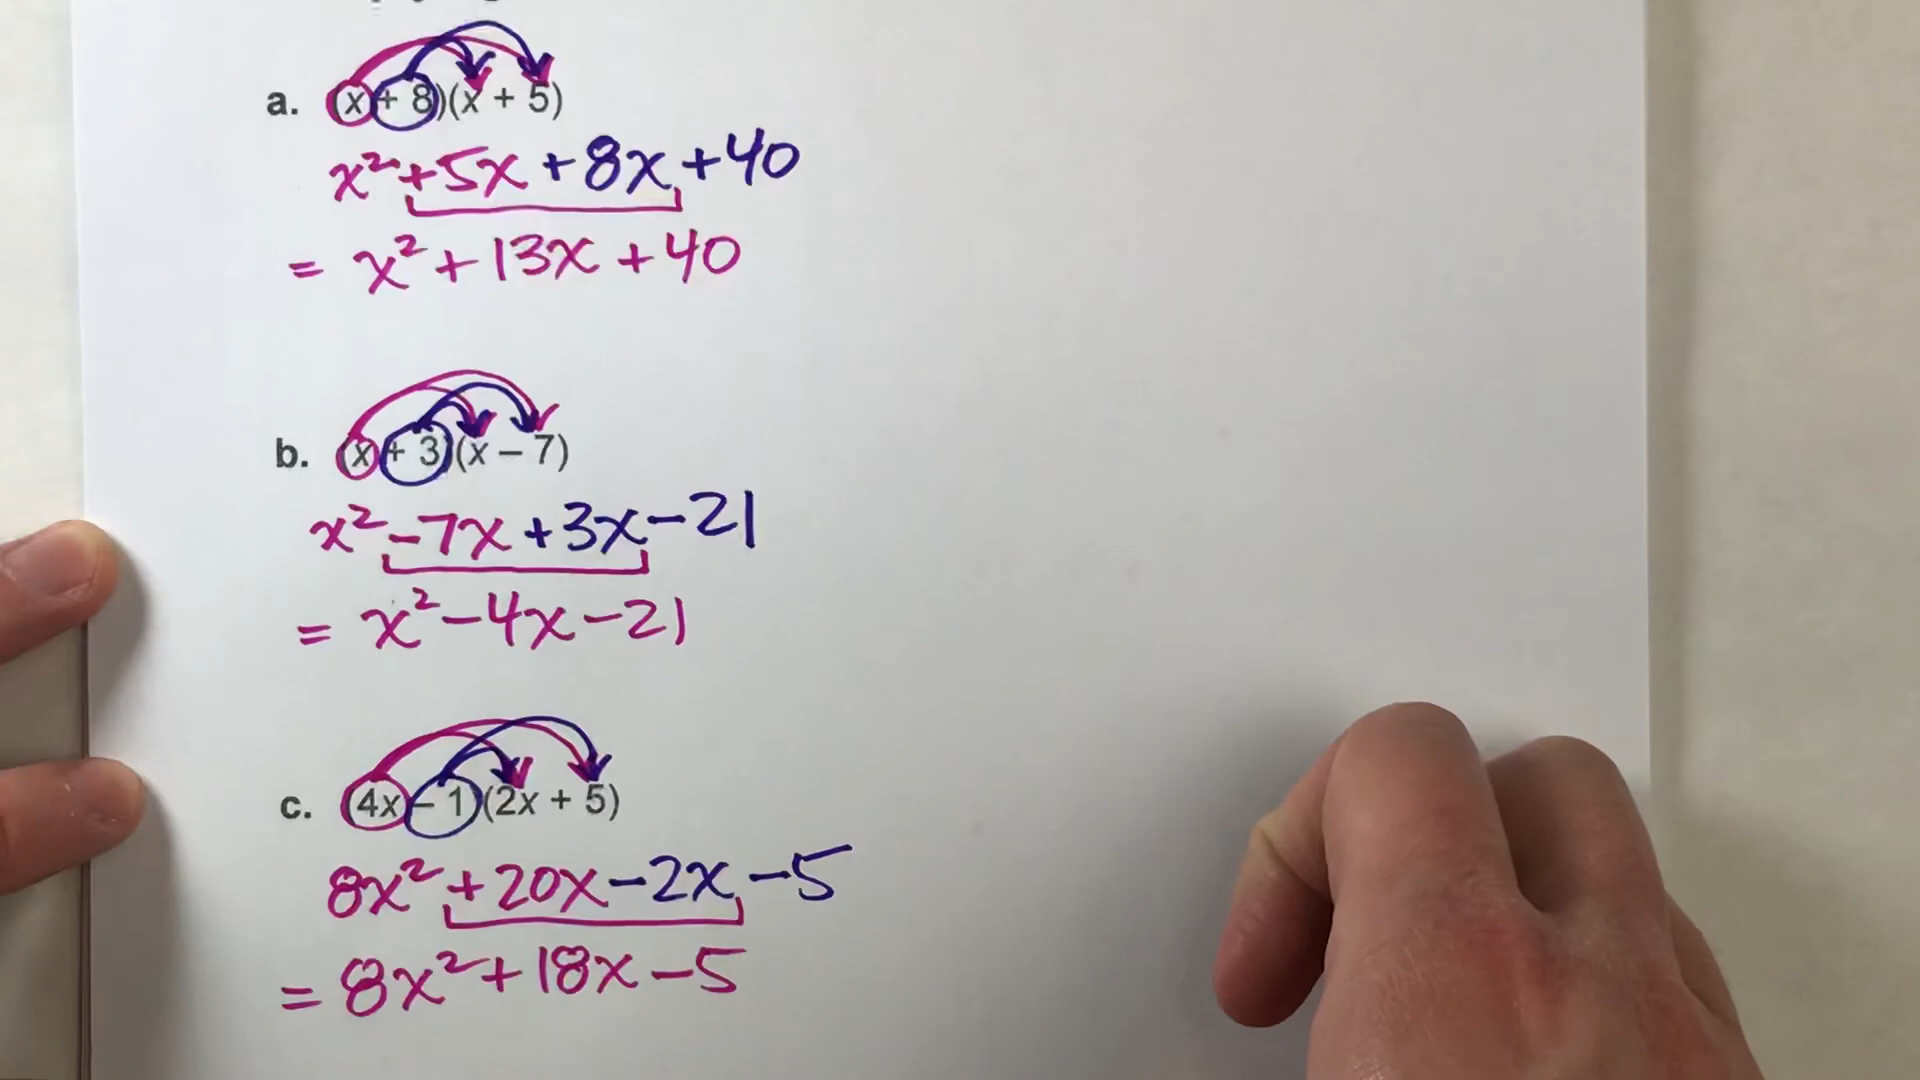 a. (x + 8)(x + 5)
x² + 5x + 8x + 40
= x² + 13x + 40
b. (x + 3)(x – 7)
x² – 7x + 3x – 21
= x² – 4x – 21
c. (4x – 1)(2x + 5)
8x² + 20x – 2x – 5
= 8x² + 18x – 5